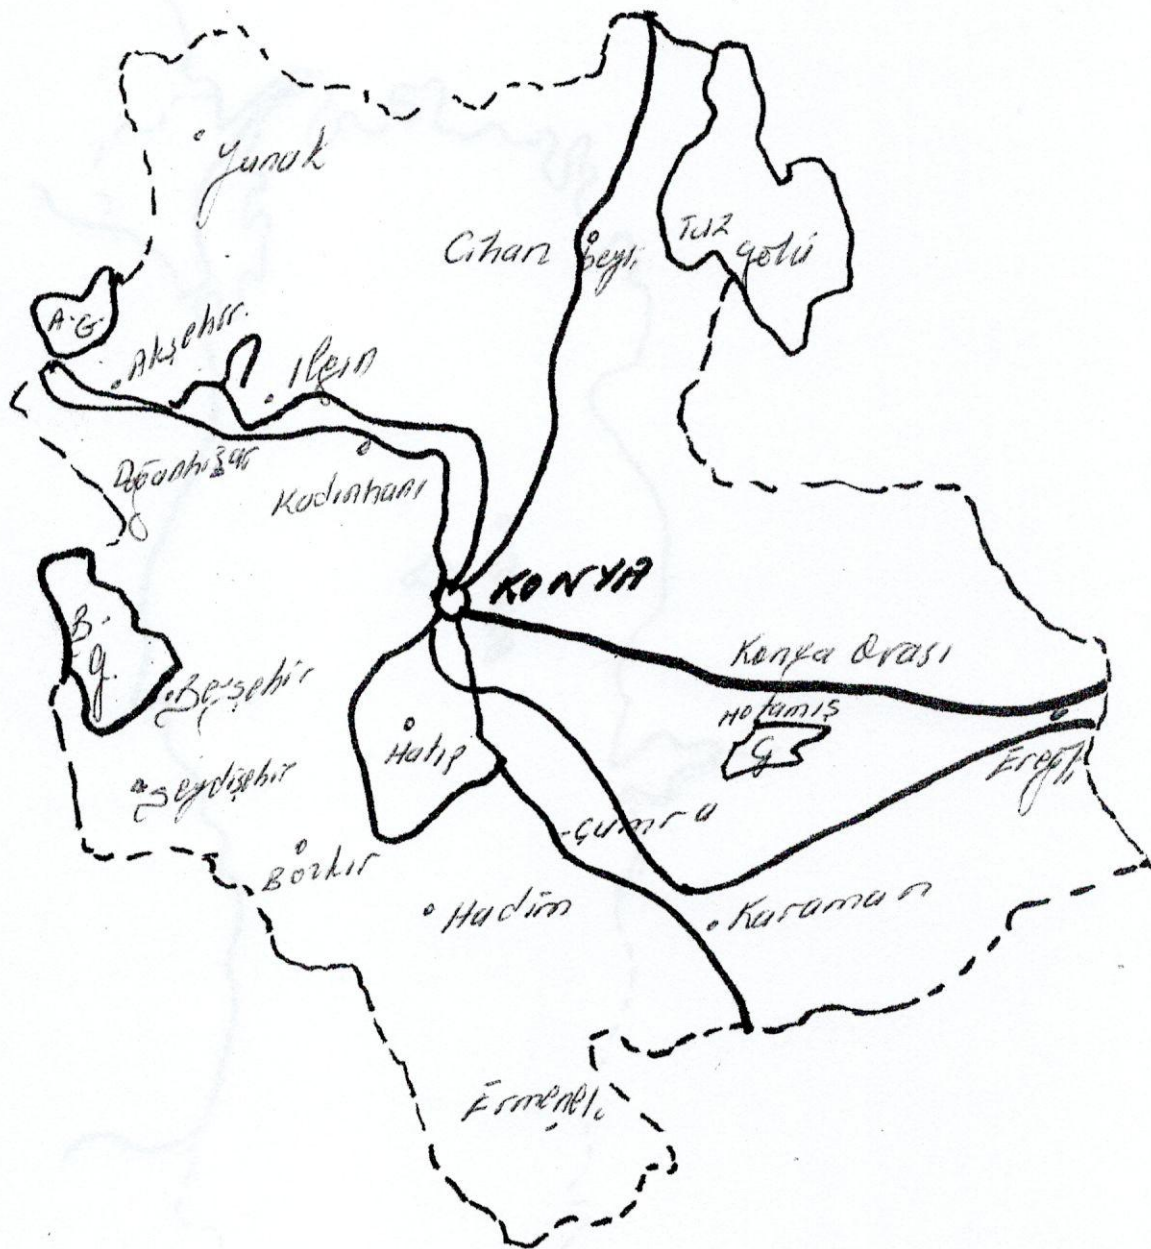 Yunak
Cihan beyli
Tuz gölü
A.G.
Akşehir.
Ilgın
Doğanhisar
Kadınhanı
KONYA
B.
G.
Beyşehir
Konya Ovası
Hotamış
G
Ereğli
Hatıp
Seydişehir
Çumra
Bozkır
Hadim
Karaman
Ermenek